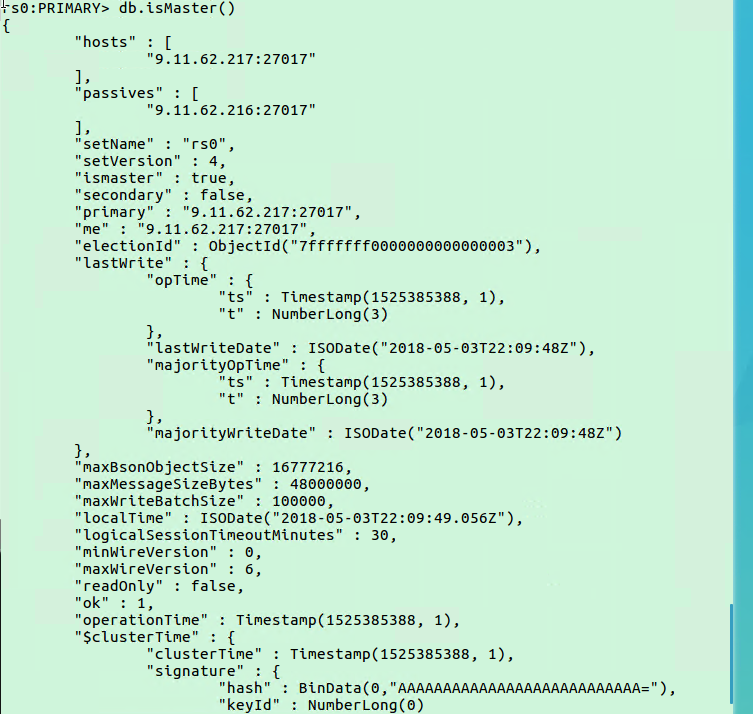 rs0:PRIMARY> db.isMaster()
{
"hosts" : [
"9.11.62.217:27017"
],
"passives" : [
"9.11.62.216:27017"
],
"setName" : "rs0",
"setVersion" : 4,
"ismaster" : true,
"secondary" : false,
"primary" : "9.11.62.217:27017",
"me" : "9.11.62.217:27017",
"electionId" : ObjectId("7fffffff0000000000000003"),
"lastWrite" : {
"opTime" : {
"ts" : Timestamp(1525385388, 1),
"t" : NumberLong(3)
},
"lastWriteDate" : ISODate("2018-05-03T22:09:48Z"),
"majorityOpTime" : {
"ts" : Timestamp(1525385388, 1),
"t" : NumberLong(3)
},
"majorityWriteDate" : ISODate("2018-05-03T22:09:48Z")
},
"maxBsonObjectSize" : 16777216,
"maxMessageSizeBytes" : 48000000,
"maxWriteBatchSize" : 100000,
"localTime" : ISODate("2018-05-03T22:09:49.056Z"),
"logicalSessionTimeoutMinutes" : 30,
"minWireVersion" : 0,
"maxWireVersion" : 6,
"readOnly" : false,
"ok" : 1,
"operationTime" : Timestamp(1525385388, 1),
"$clusterTime" : {
"clusterTime" : Timestamp(1525385388, 1),
"signature" : {
"hash" : BinData(0,"AAAAAAAAAAAAAAAAAAAAAAAAAAA="),
"keyId" : NumberLong(0)